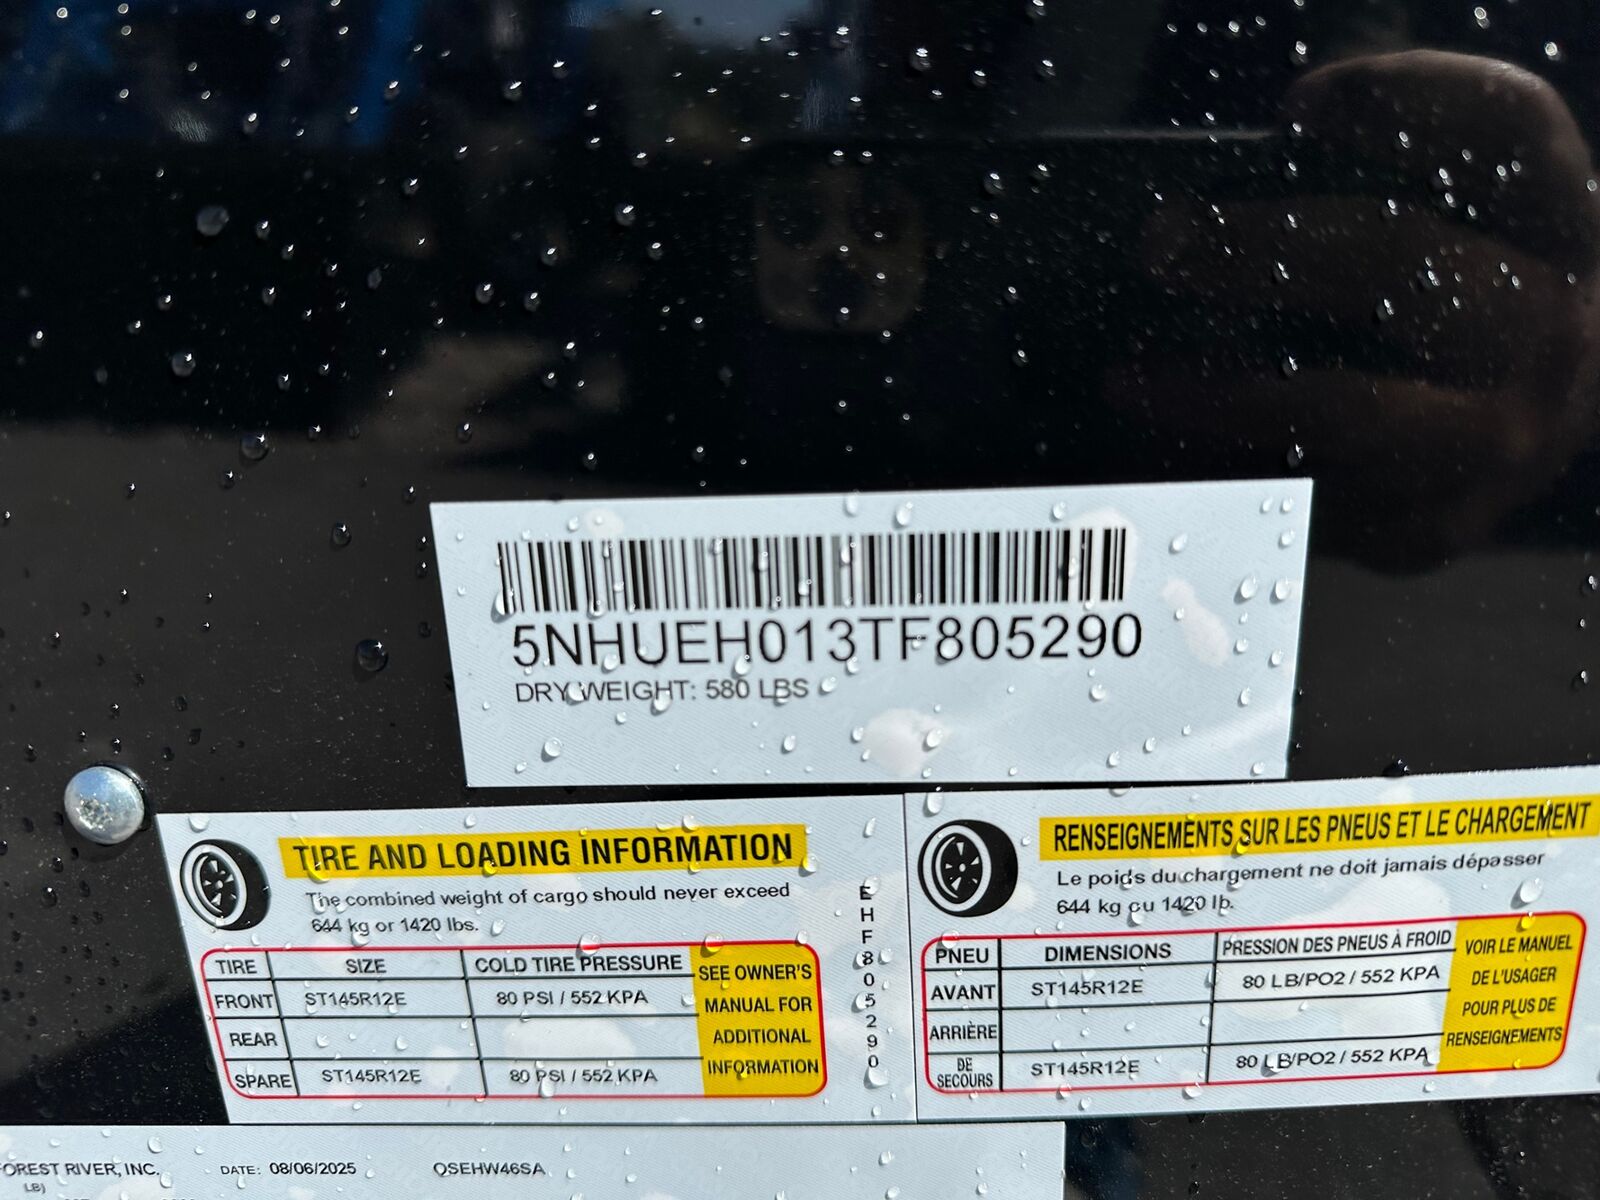 5NHUEH013TF805290
DRY WEIGHT: 580 LBS
TIRE AND LOADING INFORMATION
The combined weight of cargo should never exceed
644 kg or 1420 lbs.
TIRE SIZE COLD TIRE PRESSURE
FRONT ST145R12E 80 PSI / 552 KPA
REAR
SPARE ST145R12E 80 PSI / 552 KPA
SEE OWNER'S
MANUAL FOR
ADDITIONAL
INFORMATION
EHF805290
RENSEIGNEMENTS SUR LES PNEUS ET LE CHARGEMENT
Le poids du chargement ne doit jamais dépasser
644 kg ou 1420 lb.
PNEU DIMENSIONS PRESSION DES PNEUS À FROID
AVANT ST145R12E 80 LB/PO2 / 552 KPA
ARRIÈRE
DE SECOURS ST145R12E 80 LB/PO2 / 552 KPA
VOIR LE MANUEL
DE L'USAGER
POUR PLUS DE
RENSEIGNEMENTS
FOREST RIVER, INC. DATE: 08/06/2025 QSEHW46SA
LB)